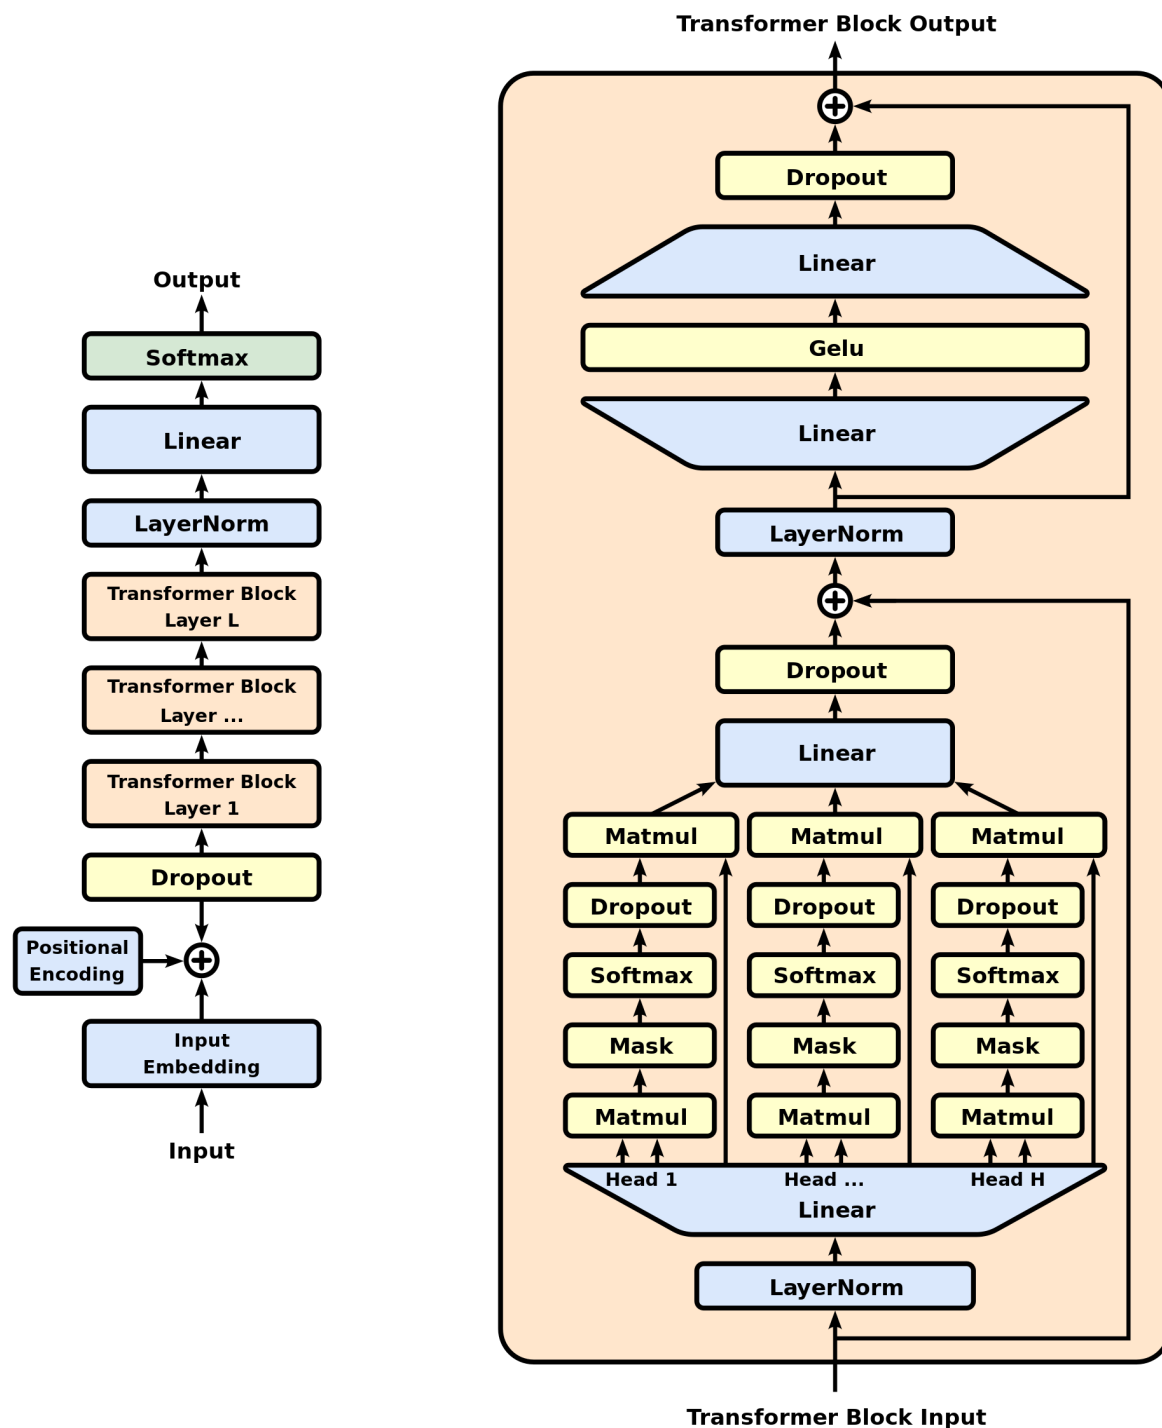 Output
Softmax
Linear
LayerNorm
Transformer Block
Layer L
Transformer Block
Layer ...
Transformer Block
Layer 1
Dropout
Positional
Encoding
Input
Embedding
Input
Transformer Block Output
Dropout
Linear
Gelu
Linear
LayerNorm
Dropout
Linear
Matmul Matmul Matmul
Dropout Dropout Dropout
Softmax Softmax Softmax
Mask Mask Mask
Matmul Matmul Matmul
Head 1 Head ... Head H
Linear
LayerNorm
Transformer Block Input